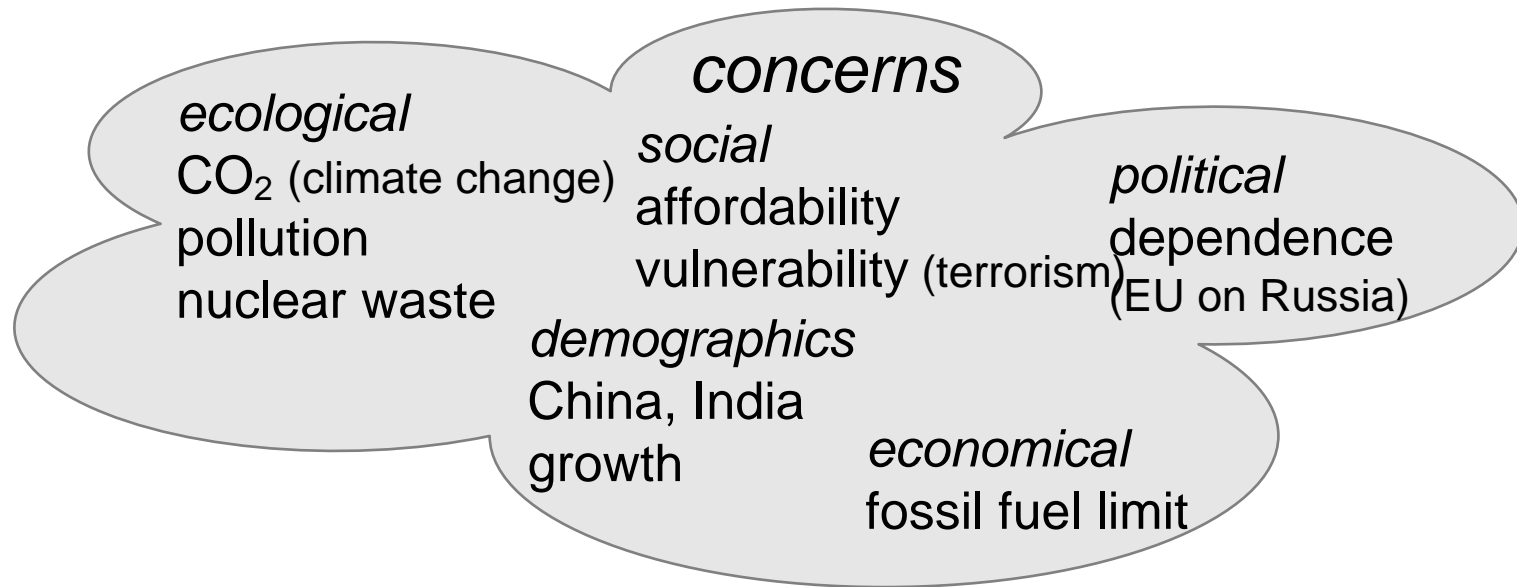 concerns
ecological
CO₂ (climate change)
pollution
nuclear waste
social
affordability
vulnerability (terrorism)
political
dependence
(EU on Russia)
demographics
China, India
growth
economical
fossil fuel limit